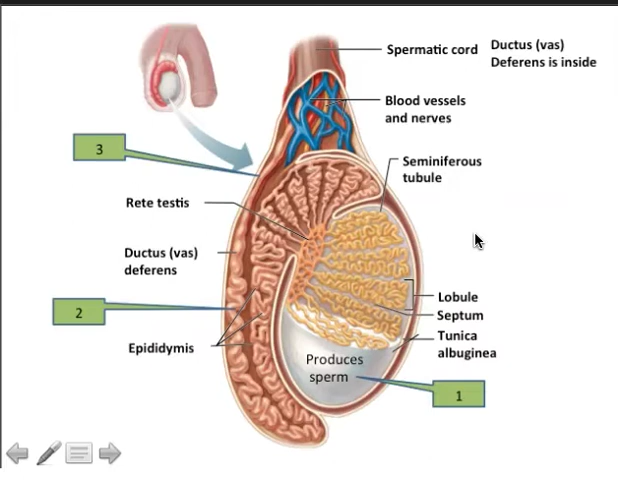 Spermatic cord
Ductus (vas)
Deferens is inside
Blood vessels
and nerves
3
Seminiferous
tubule
Rete testis
Ductus (vas)
deferens
2
Lobule
Septum
Epididymis
Tunica
albuginea
Produces
sperm
1